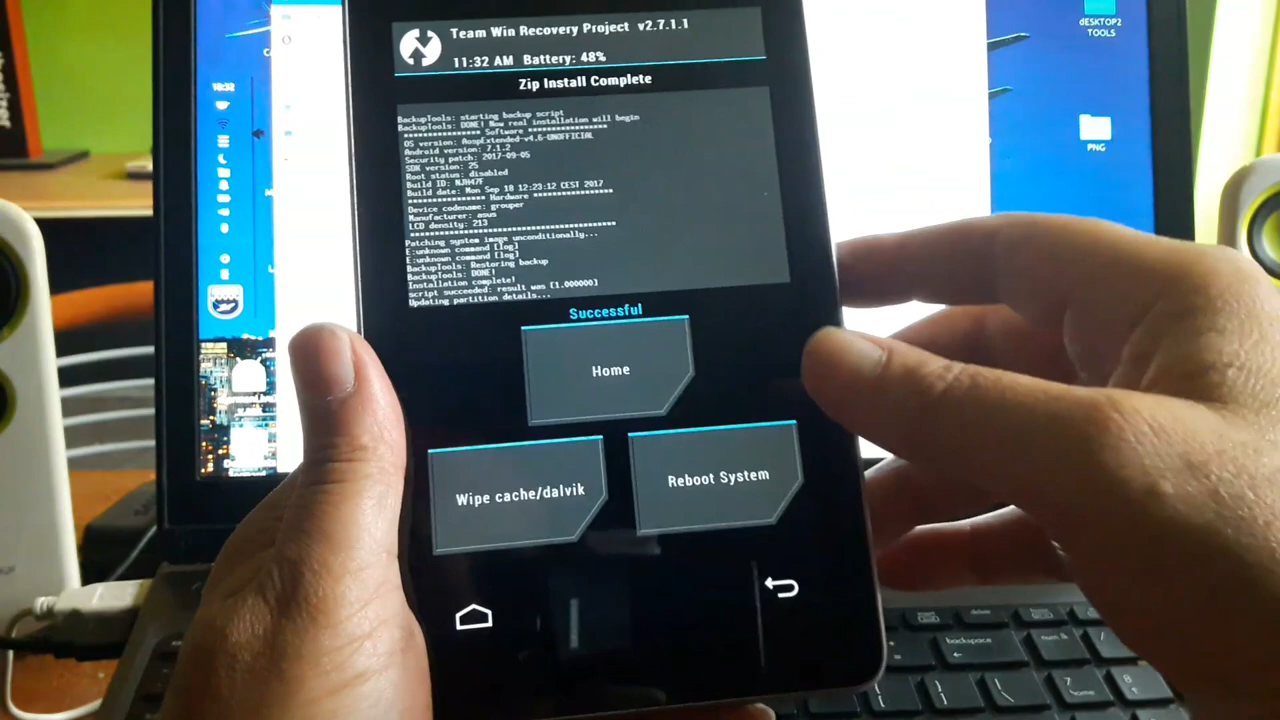 Team Win Recovery Project v2.7.1.1
11:32 AM Battery: 48%
Zip Install Complete
BackupTools: starting backup script
BackupTools: DONE! Now real installation will begin
*************** Software ****************
OS version: AospExtended-v4.6-UNOFFICIAL
Android version: 7.1.2
Security patch: 2017-09-05
SDK version: 25
Root status: disabled
Build ID: NJH47F
Build date: Mon Sep 18 12:23:12 CEST 2017
*************** Hardware ****************
Device codename: grouper
Manufacturer: asus
LCD density: 213
*****************************************
Patching system image unconditionally...
E:unknown command [log]
E:unknown command [log]
BackupTools: Restoring backup
BackupTools: DONE!
Installation complete!
script succeeded: result was [1.000000]
Updating partition details...
Successful
Home
Wipe cache/dalvik
Reboot System
dESKTOP2
TOOLS
PNG
backspace
delete
home